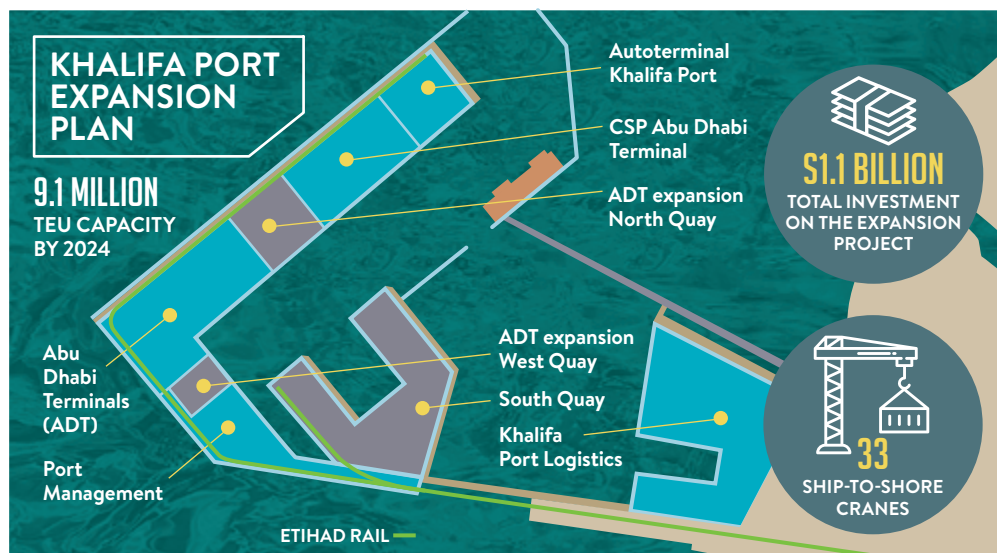 KHALIFA PORT
EXPANSION
PLAN
9.1 MILLION
TEU CAPACITY
BY 2024
Autoterminal
Khalifa Port
CSP Abu Dhabi
Terminal
ADT expansion
North Quay
$1.1 BILLION
TOTAL INVESTMENT
ON THE EXPANSION
PROJECT
Abu
Dhabi
Terminals
(ADT)
Port
Management
ADT expansion
West Quay
South Quay
Khalifa
Port Logistics
33
SHIP-TO-SHORE
CRANES
ETIHAD RAIL